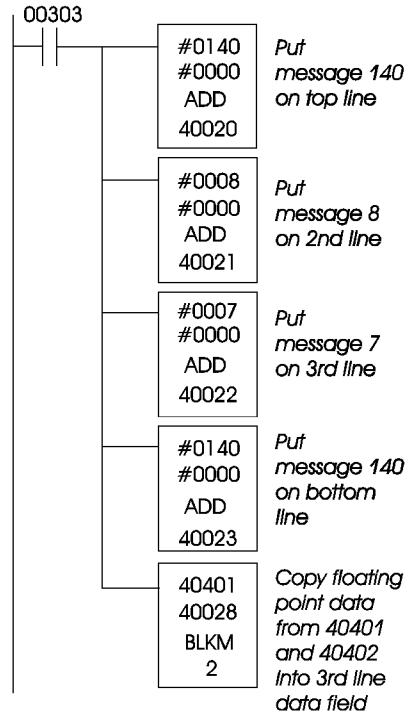 00303
#0140
#0000
ADD
40020
Put
message 140
on top line
#0008
#0000
ADD
40021
Put
message 8
on 2nd line
#0007
#0000
ADD
40022
Put
message 7
on 3rd line
#0140
#0000
ADD
40023
Put
message 140
on bottom
line
40401
40028
BLKM
2
Copy floating
point data
from 40401
and 40402
into 3rd line
data field